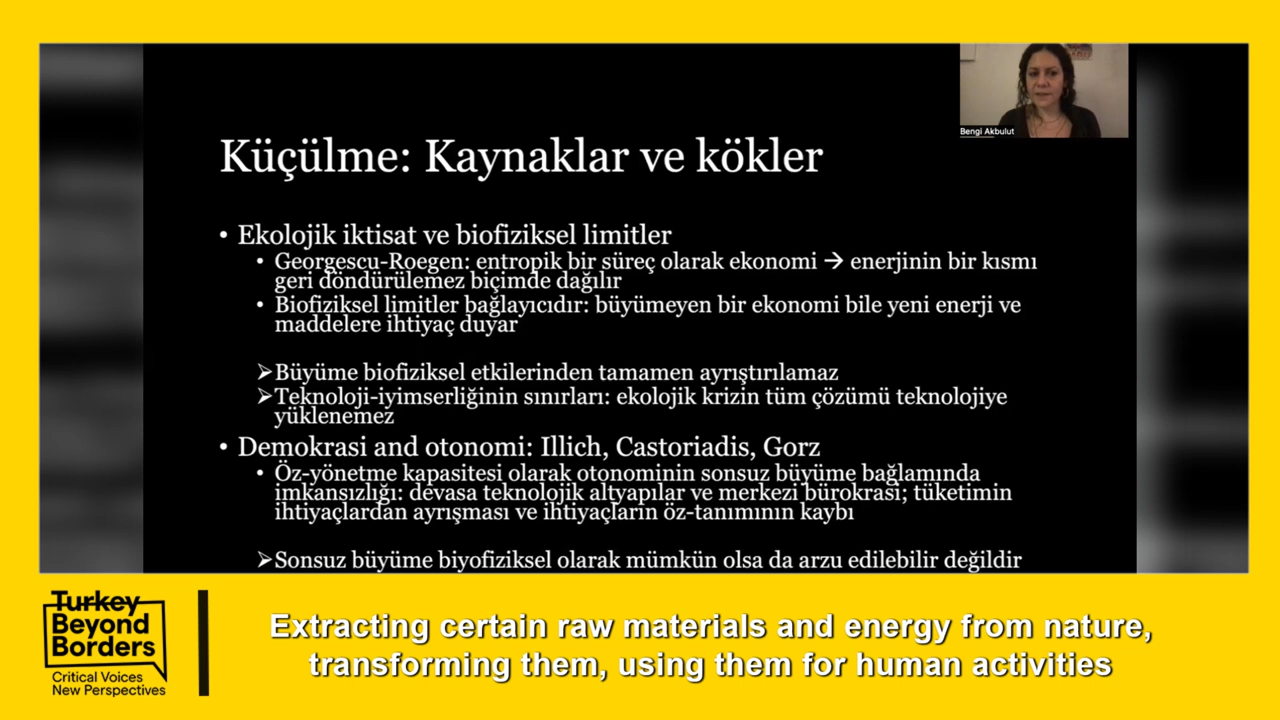 Bengi Akbulut
Küçülme: Kaynaklar ve kökler
• Ekolojik iktisat ve biofiziksel limitler
• Georgescu-Roegen: entropik bir süreç olarak ekonomi → enerjinin bir kısmı
geri döndürülemez biçimde dağılır
• Biofiziksel limitler bağlayıcıdır: büyümeyen bir ekonomi bile yeni enerji ve
maddelere ihtiyaç duyar
➢Büyüme biofiziksel etkilerinden tamamen ayrıştırılamaz
➢Teknoloji-iyimserliğinin sınırları: ekolojik krizin tüm çözümü teknolojiye
yüklenemez
• Demokrasi and otonomi: Illich, Castoriadis, Gorz
• Öz-yönetme kapasitesi olarak otonominin sonsuz büyüme bağlamında
imkansızlığı: devasa teknolojik altyapılar ve merkezi bürokrasi; tüketimin
ihtiyaçlardan ayrışması ve ihtiyaçların öz-tanımının kaybı
➢Sonsuz büyüme biyofiziksel olarak mümkün olsa da arzu edilebilir değildir
Turkey
Beyond
Borders
Critical Voices
New Perspectives
Extracting certain raw materials and energy from nature,
transforming them, using them for human activities